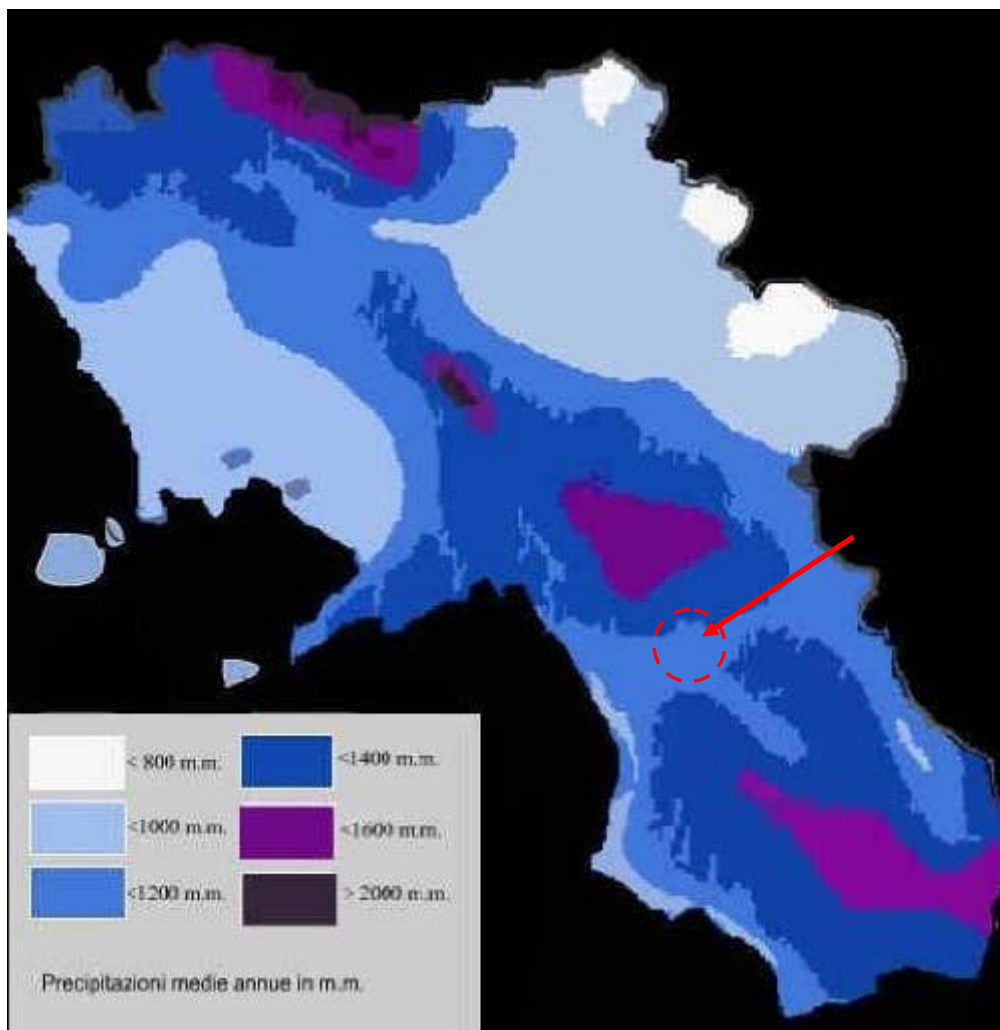 < 800 m.m.
<1400 m.m.
<1000 m.m.
<1600 m.m.
<1200 m.m.
> 2000 m.m.
Precipitazioni medie annue in m.m.